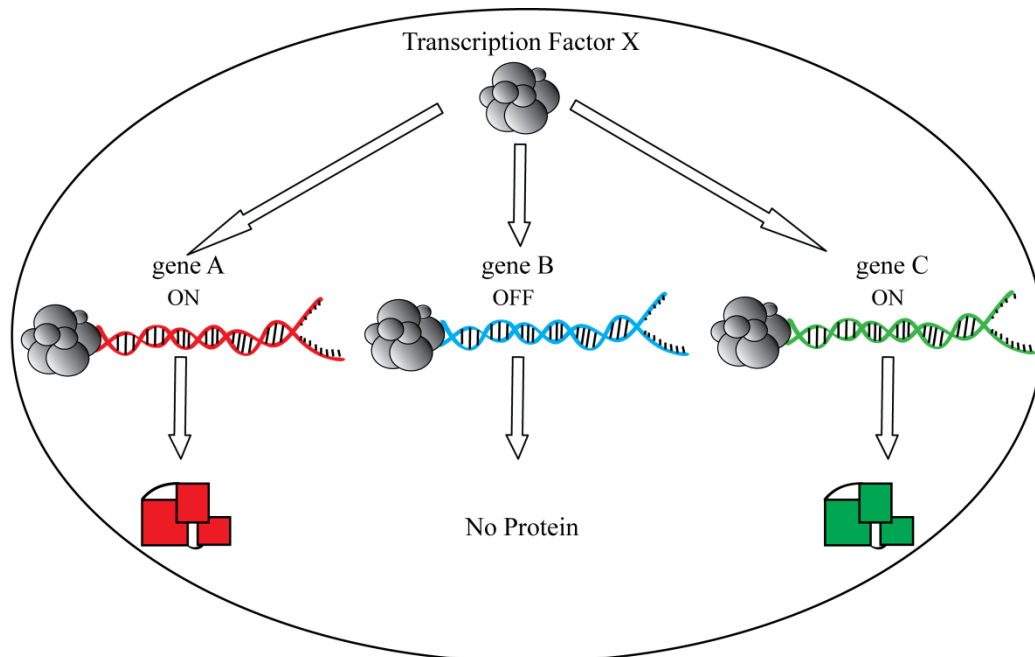 Transcription Factor X
gene A
ON
gene B
OFF
gene C
ON
No Protein